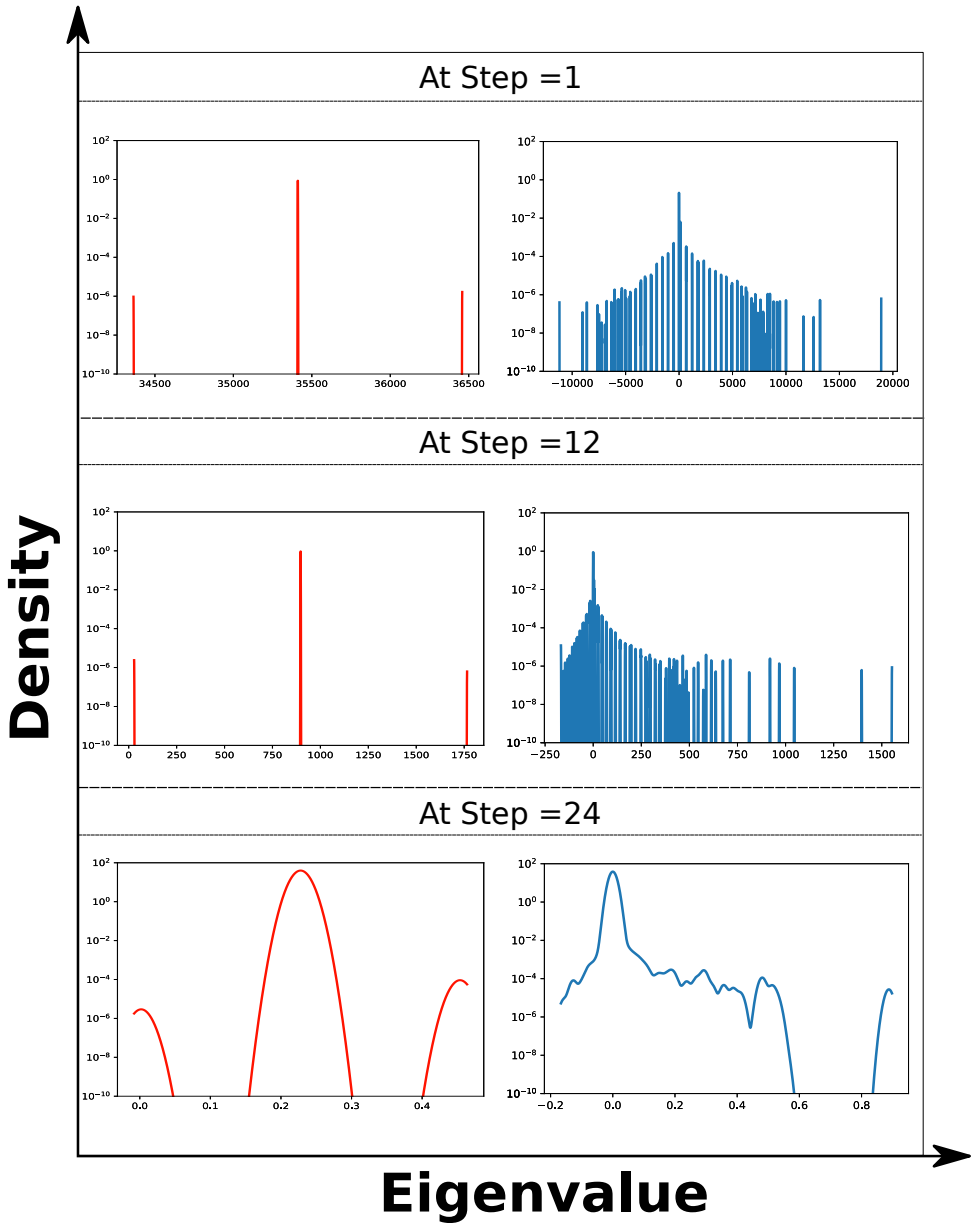 At Step =1
10² 10⁰ 10⁻² 10⁻⁴ 10⁻⁶ 10⁻⁸ 10⁻¹⁰
34500 35000 35500 36000 36500
10² 10⁰ 10⁻² 10⁻⁴ 10⁻⁶ 10⁻⁸ 10⁻¹⁰
−10000 −5000 0 5000 10000 15000 20000
At Step =12
10² 10⁰ 10⁻² 10⁻⁴ 10⁻⁶ 10⁻⁸ 10⁻¹⁰
0 250 500 750 1000 1250 1500 1750
10² 10⁰ 10⁻² 10⁻⁴ 10⁻⁶ 10⁻⁸ 10⁻¹⁰
−250 0 250 500 750 1000 1250 1500
At Step =24
10² 10⁰ 10⁻² 10⁻⁴ 10⁻⁶ 10⁻⁸ 10⁻¹⁰
0.0 0.1 0.2 0.3 0.4
10² 10⁰ 10⁻² 10⁻⁴ 10⁻⁶ 10⁻⁸ 10⁻¹⁰
−0.2 0.0 0.2 0.4 0.6 0.8
Density
Eigenvalue